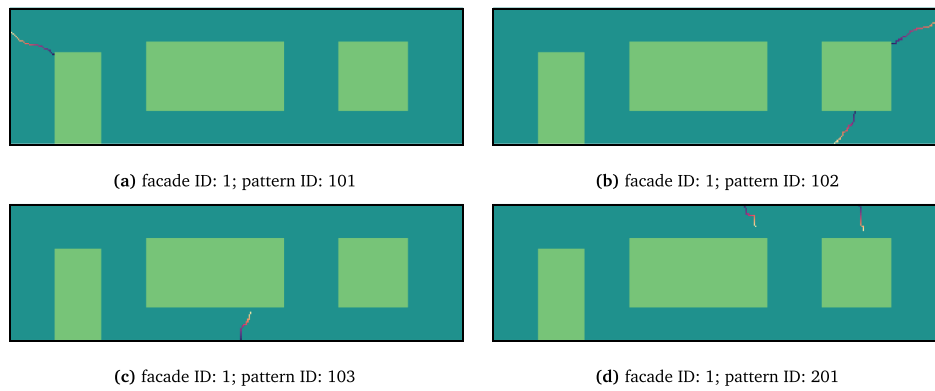 (a) facade ID: 1; pattern ID: 101
(b) facade ID: 1; pattern ID: 102
(c) facade ID: 1; pattern ID: 103
(d) facade ID: 1; pattern ID: 201